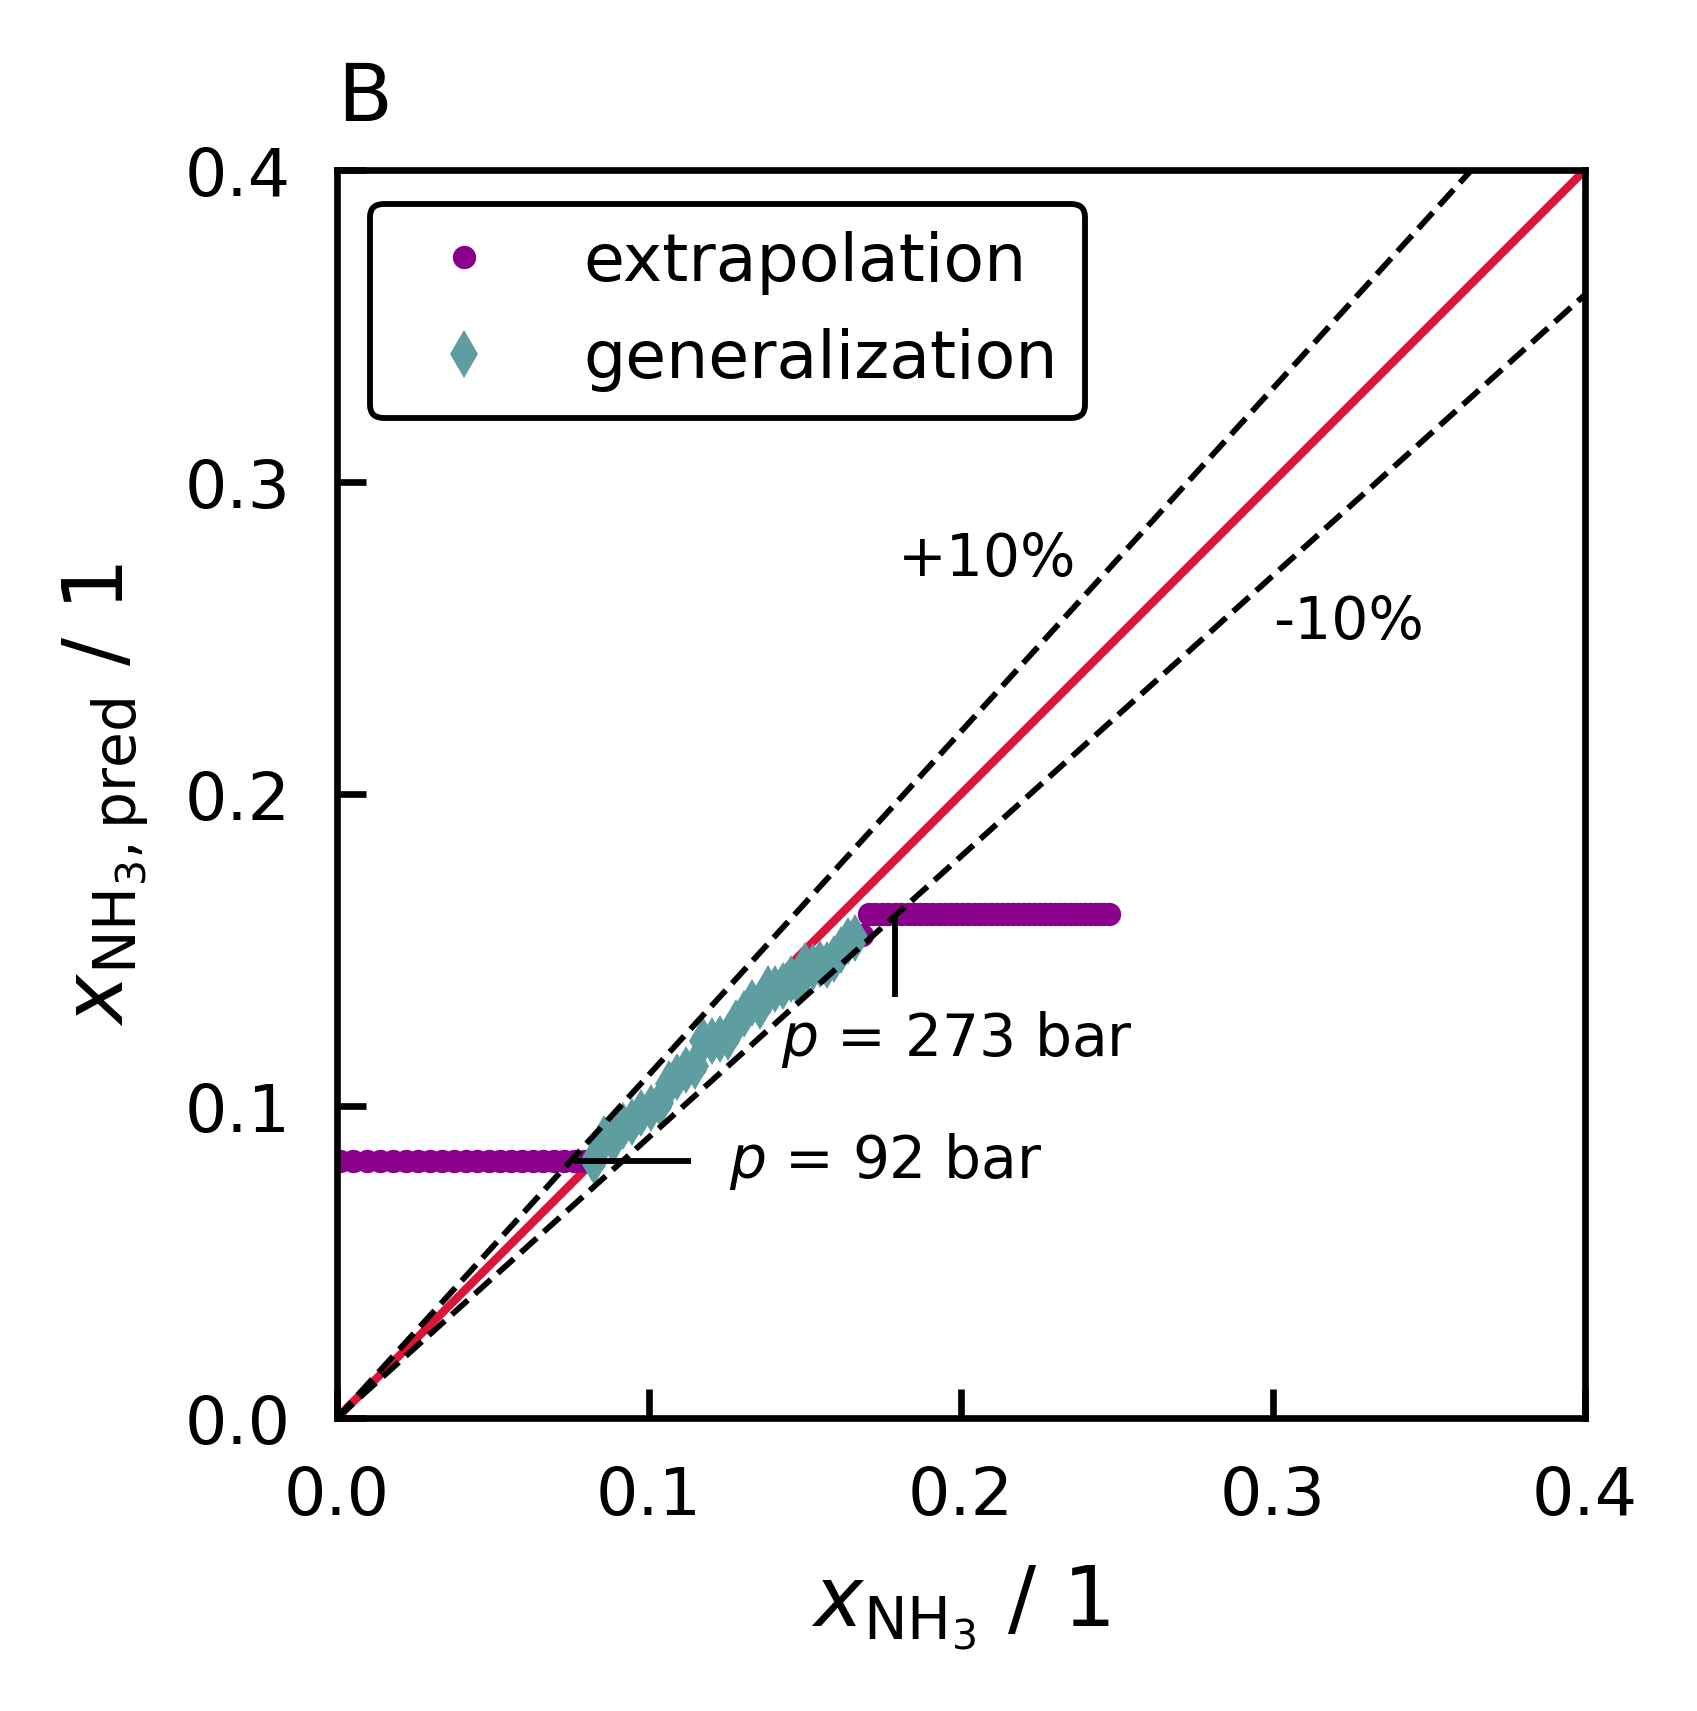 B
0.4
extrapolation
generalization
0.3
+10%
-10%
0.2
0.1
0.0
p = 273 bar
p = 92 bar
0.0 0.1 0.2 0.3 0.4
x_NH₃ / 1
x_NH₃,pred / 1